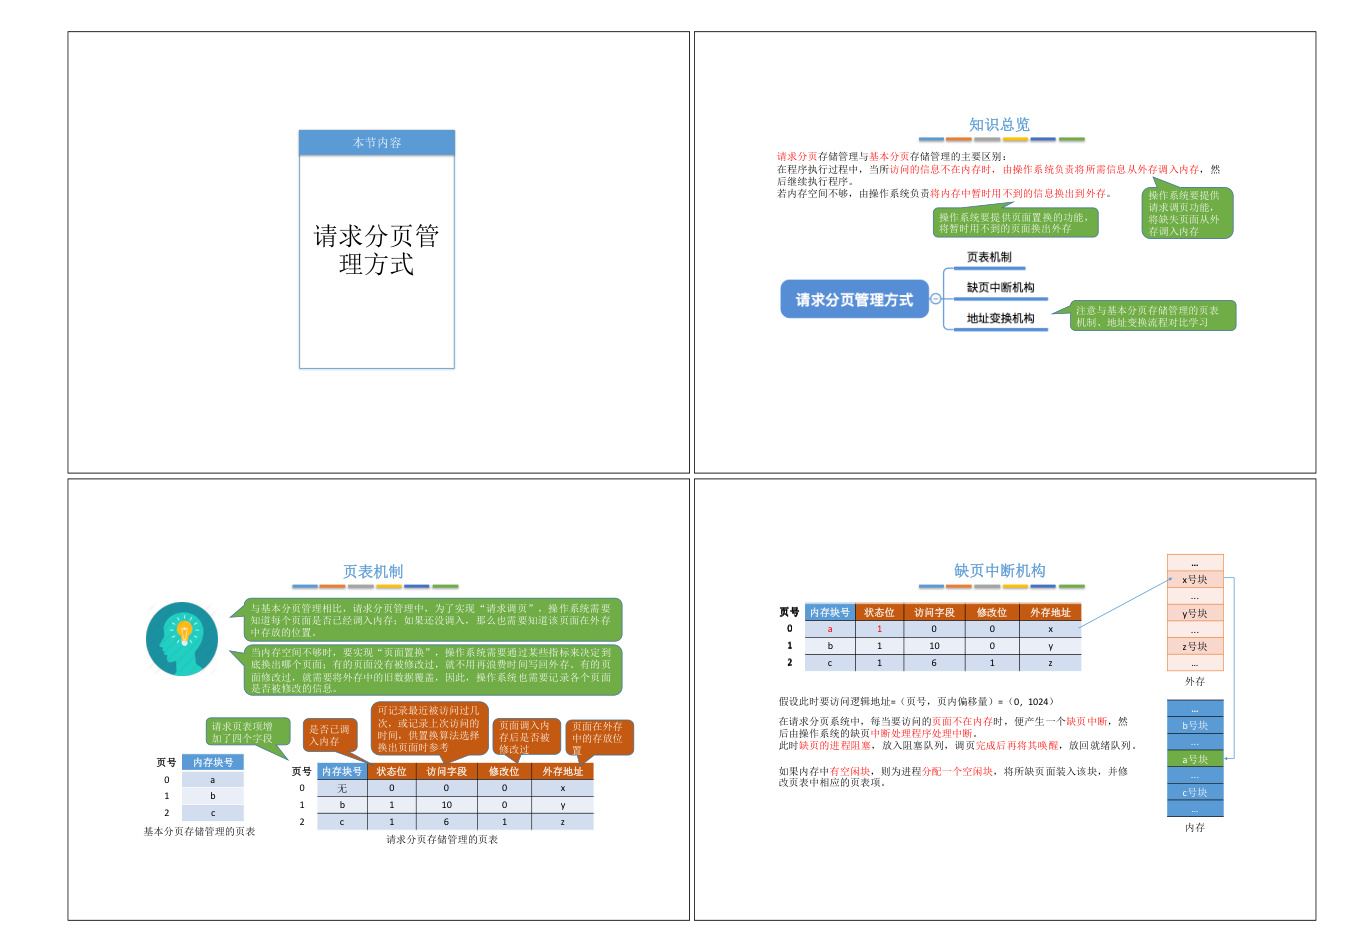 本节内容
请求分页管
理方式
知识总览
请求分页存储管理与基本分页存储管理的主要区别：
在程序执行过程中，当所访问的信息不在内存时，由操作系统负责将所需信息从外存调入内存，然
后继续执行程序。
若内存空间不够，由操作系统负责将内存中暂时用不到的信息换出到外存。
操作系统要提供
请求调页功能，
将缺失页面从外
存调入内存
操作系统要提供页面置换的功能，
将暂时用不到的页面换出外存
请求分页管理方式
页表机制
缺页中断机构
地址变换机构
注意与基本分页存储管理的页表
机制、地址变换流程对比学习
页表机制
与基本分页管理相比，请求分页管理中，为了实现“请求调页”，操作系统需要
知道每个页面是否已经调入内存；如果还没调入，那么也需要知道该页面在外存
中存放的位置。
当内存空间不够时，要实现“页面置换”，操作系统需要通过某些指标来决定到
底换出哪个页面；有的页面没有被修改过，就不用再浪费时间写回外存。有的页
面修改过，就需要将外存中的旧数据覆盖，因此，操作系统也需要记录各个页面
是否被修改的信息。
请求页表项增
加了四个字段
是否已调
入内存
可记录最近被访问过几
次，或记录上次访问的
时间，供置换算法选择
换出页面时参考
页面调入内
存后是否被
修改过
页面在外存
中的存放位
置
页号 内存块号
0 a
1 b
2 c
基本分页存储管理的页表
页号 内存块号 状态位 访问字段 修改位 外存地址
0 无 0 0 0 x
1 b 1 10 0 y
2 c 1 6 1 z
请求分页存储管理的页表
缺页中断机构
页号 内存块号 状态位 访问字段 修改位 外存地址
0 a 1 0 0 x
1 b 1 10 0 y
2 c 1 6 1 z
假设此时要访问逻辑地址=（页号，页内偏移量）=（0，1024）
在请求分页系统中，每当要访问的页面不在内存时，便产生一个缺页中断，然
后由操作系统的缺页中断处理程序处理中断。
此时缺页的进程阻塞，放入阻塞队列，调页完成后再将其唤醒，放回就绪队列。
如果内存中有空闲块，则为进程分配一个空闲块，将所缺页面装入该块，并修
改页表中相应的页表项。
...
x号块
...
y号块
...
z号块
...
外存
...
b号块
...
a号块
...
c号块
...
内存